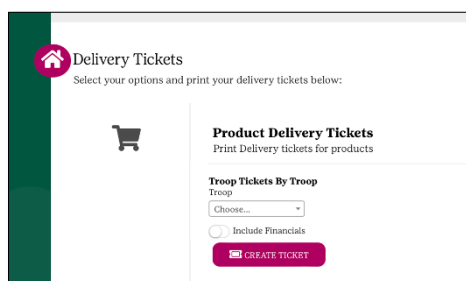 Delivery Tickets
Select your options and print your delivery tickets below:
Product Delivery Tickets
Print Delivery tickets for products
Troop Tickets By Troop
Troop
Choose...
Include Financials
CREATE TICKET